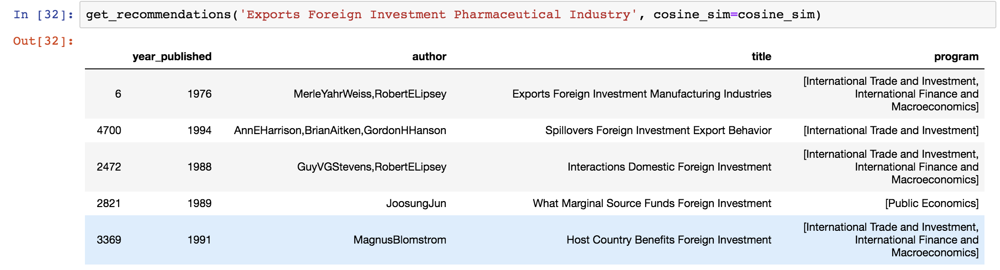 In [32]: get_recommendations('Exports Foreign Investment Pharmaceutical Industry', cosine_sim=cosine_sim)
Out[32]:
year_published author title program
6 1976 MerleYahrWeiss,RobertELipsey Exports Foreign Investment Manufacturing Industries [International Trade and Investment,
International Finance and
Macroeconomics]
4700 1994 AnnEHarrison,BrianAitken,GordonHHanson Spillovers Foreign Investment Export Behavior [International Trade and Investment]
2472 1988 GuyVGStevens,RobertELipsey Interactions Domestic Foreign Investment [International Trade and Investment,
International Finance and
Macroeconomics]
2821 1989 JoosungJun What Marginal Source Funds Foreign Investment [Public Economics]
3369 1991 MagnusBlomstrom Host Country Benefits Foreign Investment [International Trade and Investment,
International Finance and
Macroeconomics]